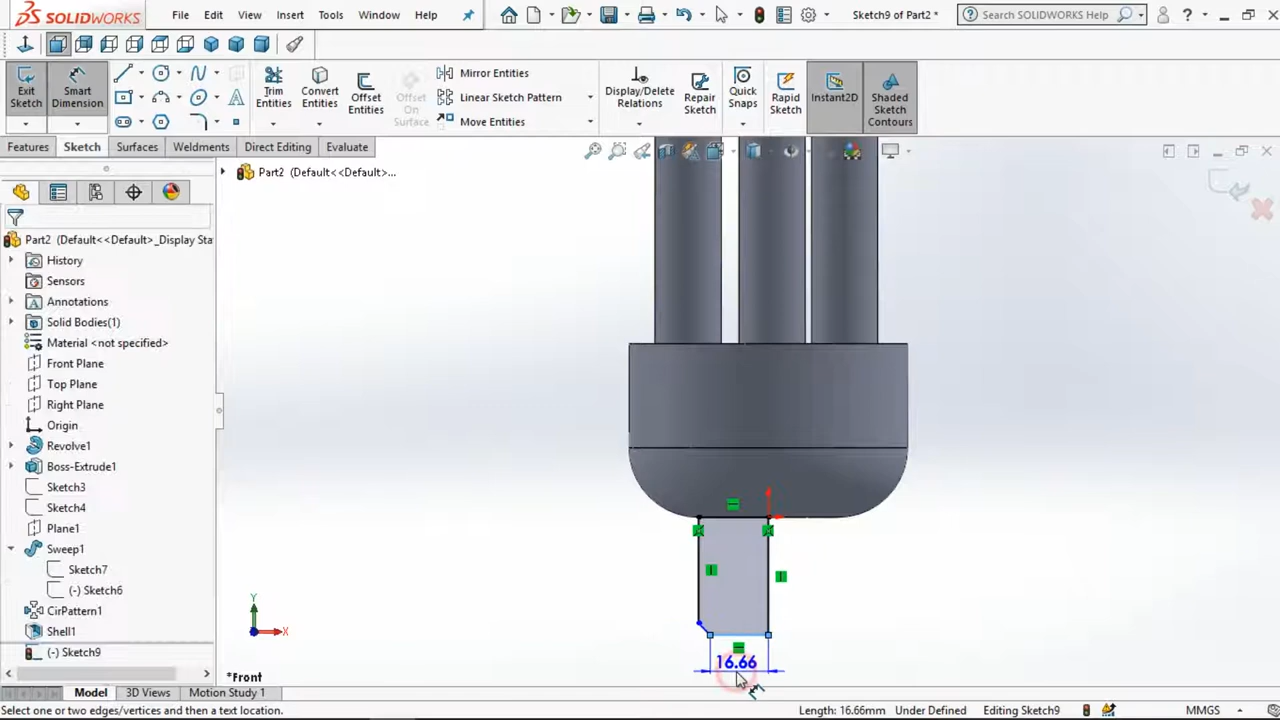 SOLIDWORKS File Edit View Insert Tools Window Help Sketch9 of Part2 * Search SOLIDWORKS Help ?
Exit Sketch
Smart Dimension
Trim Entities
Convert Entities
Offset Entities
Offset On Surface
Mirror Entities
Linear Sketch Pattern
Move Entities
Display/Delete Relations
Repair Sketch
Quick Snaps
Rapid Sketch
Instant2D
Shaded Sketch Contours
Features Sketch Surfaces Weldments Direct Editing Evaluate
Part2 (Default<<Default>...
Part2 (Default<<Default>_Display Sta
History
Sensors
Annotations
Solid Bodies(1)
Material <not specified>
Front Plane
Top Plane
Right Plane
Origin
Revolve1
Boss-Extrude1
Sketch3
Sketch4
Plane1
Sweep1
Sketch7
(-) Sketch6
CirPattern1
Shell1
(-) Sketch9
Y
X
*Front
16.66
Model 3D Views Motion Study 1
Select one or two edges/vertices and then a text location. Length: 16.66mm Under Defined Editing Sketch9 MMGS